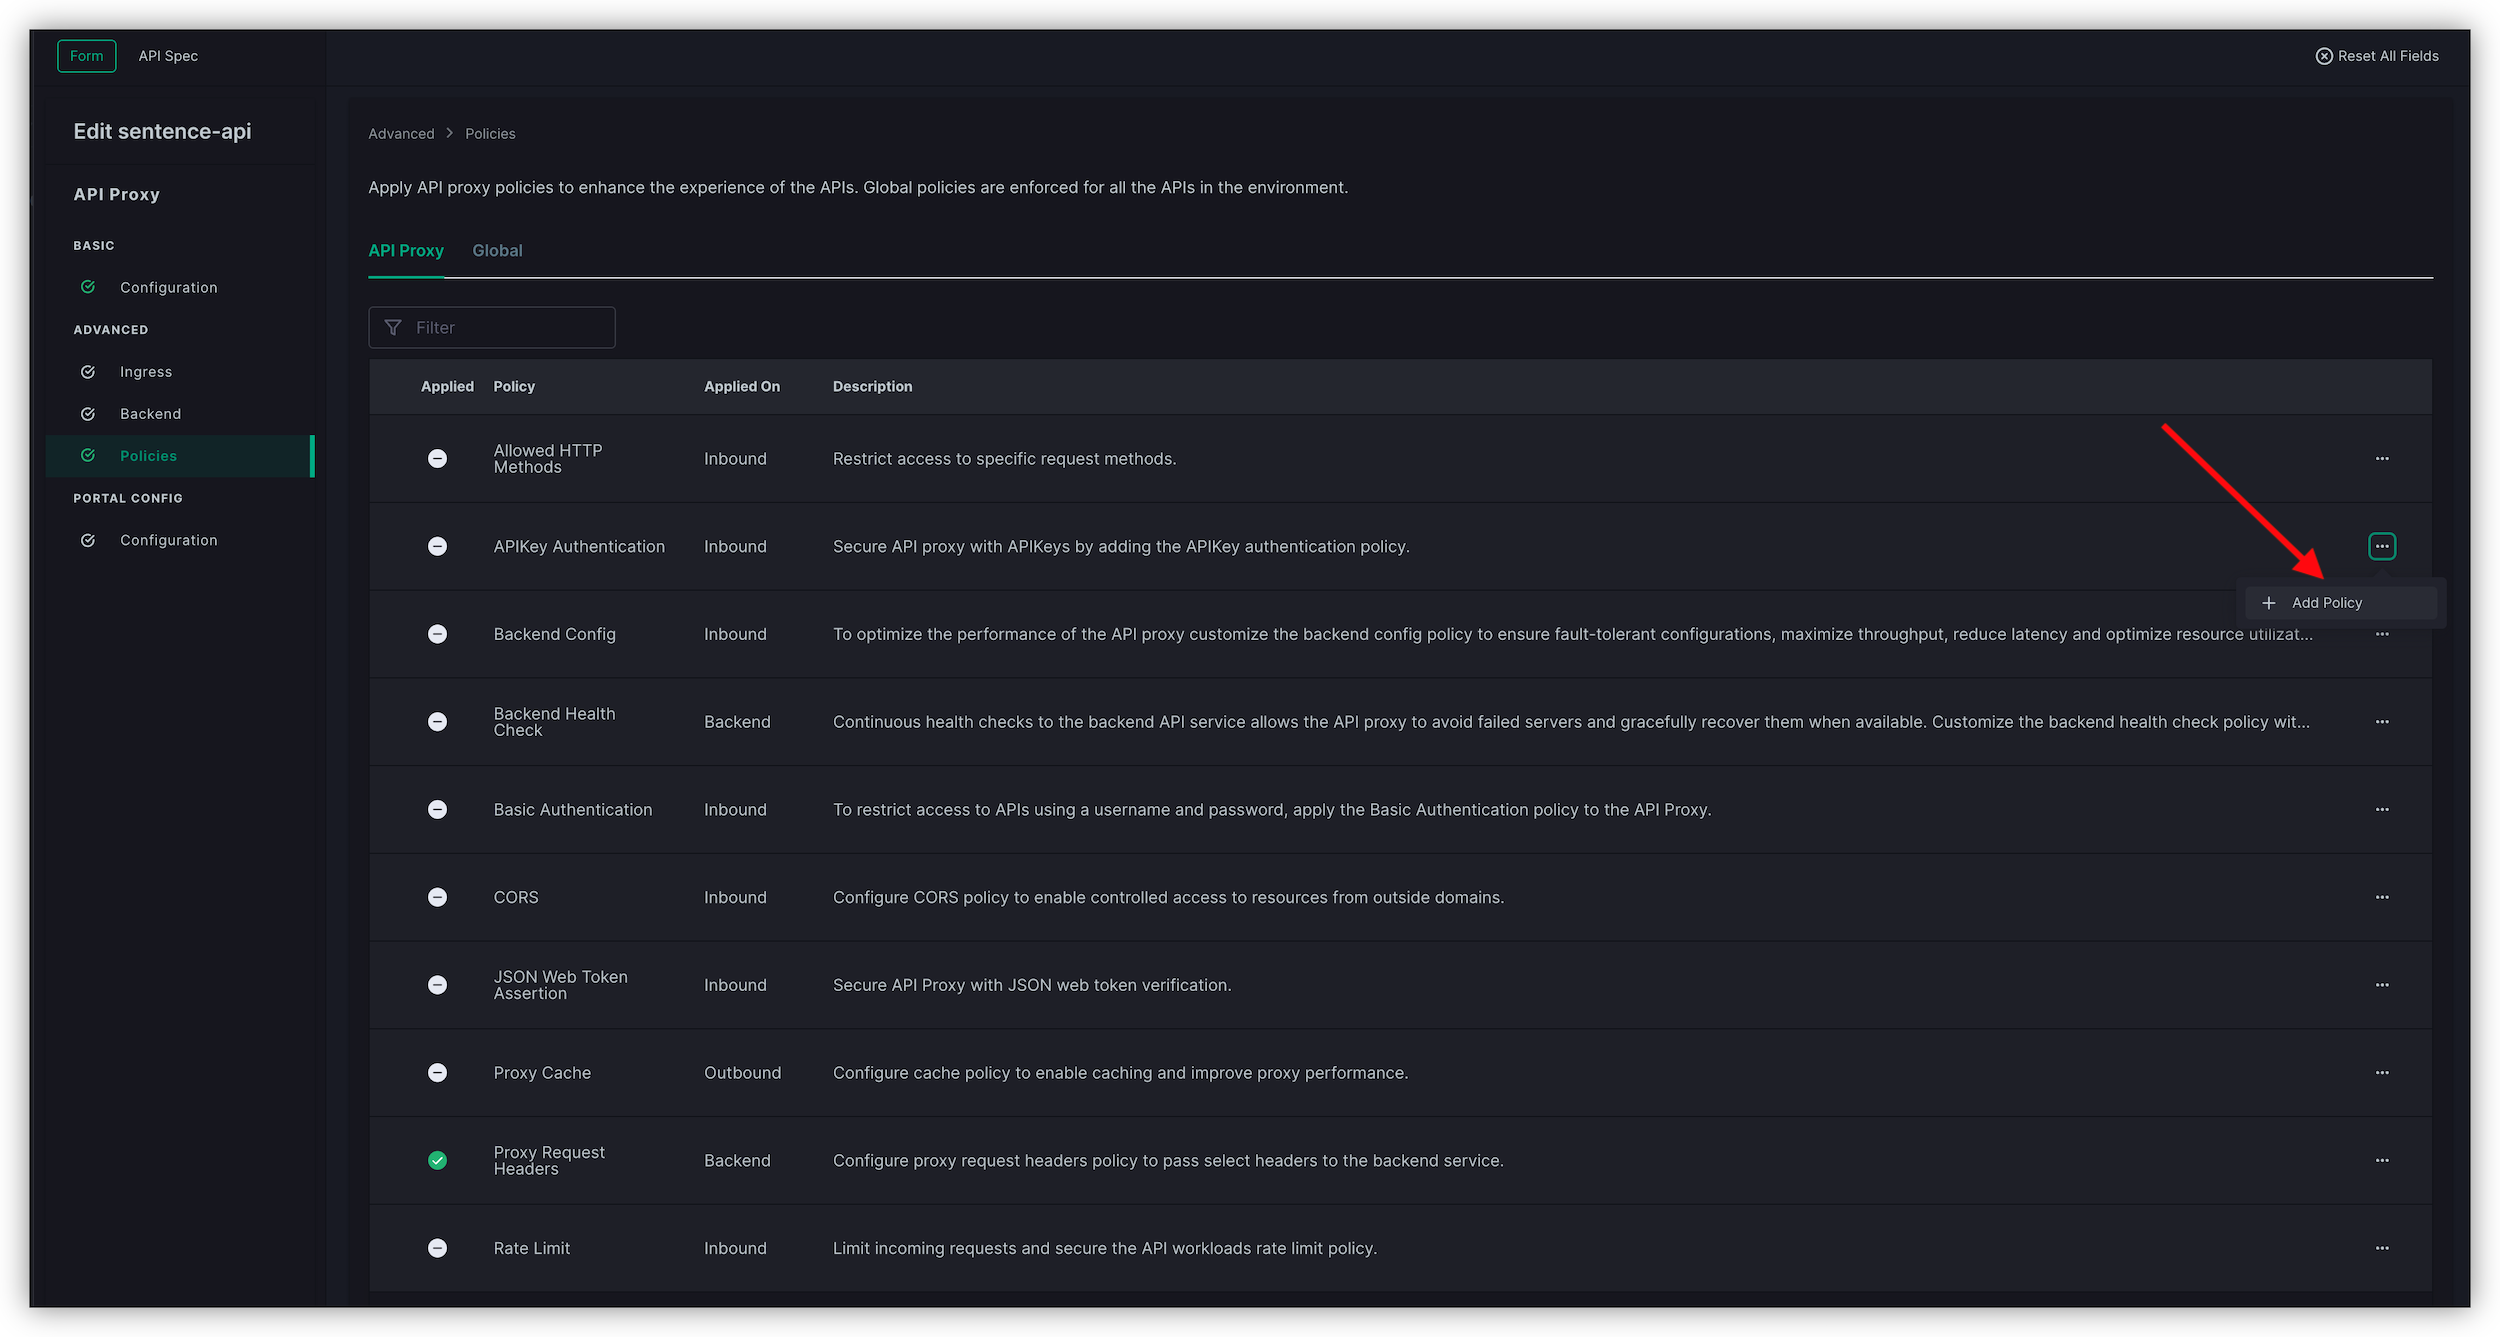 Form
API Spec
Reset All Fields
Edit sentence-api
API Proxy
BASIC
Configuration
ADVANCED
Ingress
Backend
Policies
PORTAL CONFIG
Configuration
Advanced > Policies
Apply API proxy policies to enhance the experience of the APIs. Global policies are enforced for all the APIs in the environment.
API Proxy
Global
Filter
Applied Policy Applied On Description
Allowed HTTP
Methods
Inbound
Restrict access to specific request methods.
APIKey Authentication
Inbound
Secure API proxy with APIKeys by adding the APIKey authentication policy.
Add Policy
Backend Config
Inbound
To optimize the performance of the API proxy customize the backend config policy to ensure fault-tolerant configurations, maximize throughput, reduce latency and optimize resource utilizat...
Backend Health
Check
Backend
Continuous health checks to the backend API service allows the API proxy to avoid failed servers and gracefully recover them when available. Customize the backend health check policy wit...
Basic Authentication
Inbound
To restrict access to APIs using a username and password, apply the Basic Authentication policy to the API Proxy.
CORS
Inbound
Configure CORS policy to enable controlled access to resources from outside domains.
JSON Web Token
Assertion
Inbound
Secure API Proxy with JSON web token verification.
Proxy Cache
Outbound
Configure cache policy to enable caching and improve proxy performance.
Proxy Request
Headers
Backend
Configure proxy request headers policy to pass select headers to the backend service.
Rate Limit
Inbound
Limit incoming requests and secure the API workloads rate limit policy.